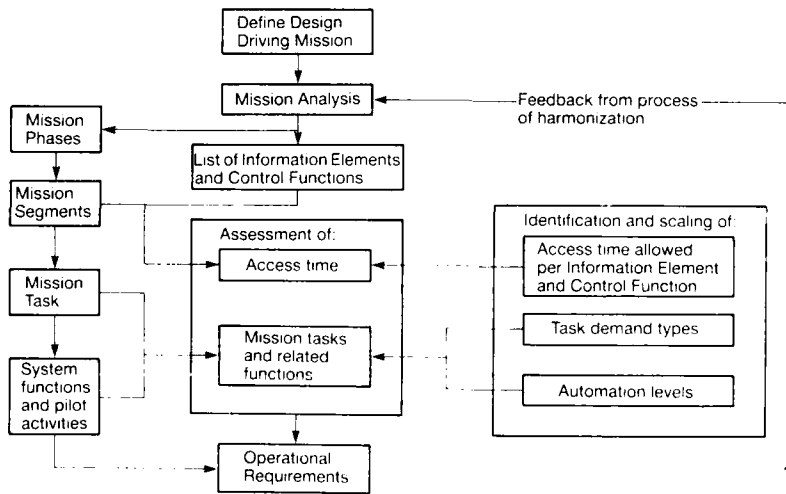 Define Design
Driving Mission
Mission Analysis
Feedback from process
of harmonization
Mission
Phases
List of Information Elements
and Control Functions
Mission
Segments
Assessment of:
Access time
Identification and scaling of:
Access time allowed
per Information Element
and Control Function
Mission
Task
Mission tasks
and related
functions
Task demand types
Automation levels
System
functions
and pilot
activities
Operational
Requirements